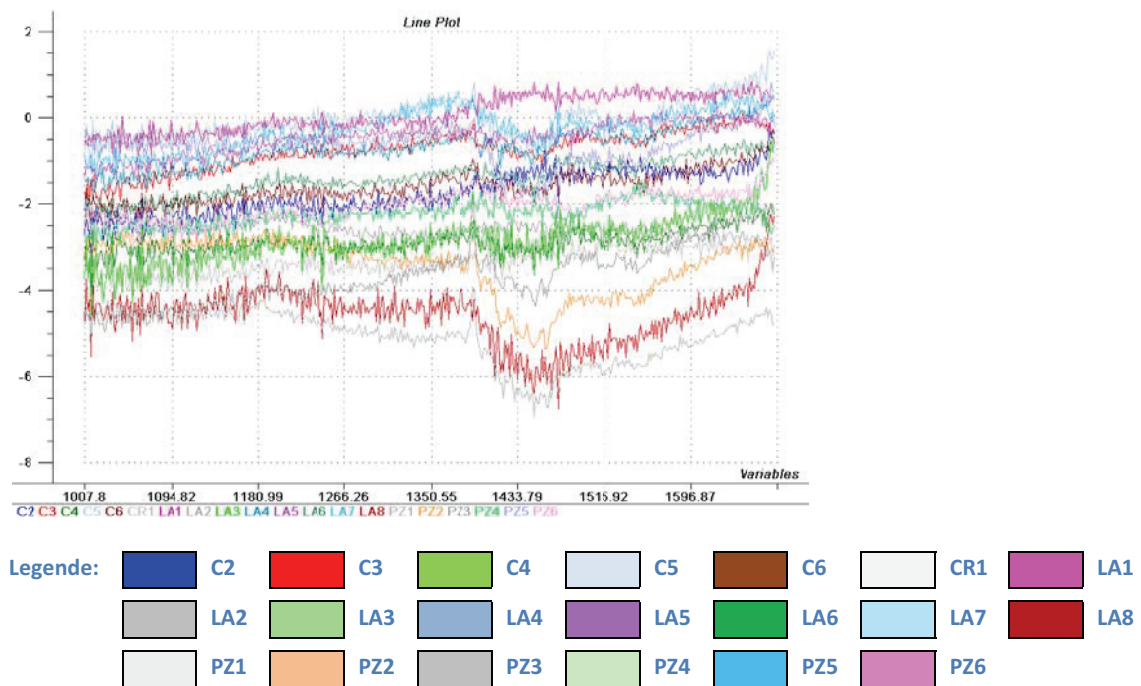 Line Plot
2
0
-2
-4
-6
-8
Variables
1007.8 1094.82 1180.99 1266.26 1350.55 1433.79 1515.92 1596.87
C2 C3 C4 C5 C6 CR1 LA1 LA2 LA3 LA4 LA5 LA6 LA7 LA8 PZ1 PZ2 PZ3 PZ4 PZ5 PZ6
Legende: C2 C3 C4 C5 C6 CR1 LA1
LA2 LA3 LA4 LA5 LA6 LA7 LA8
PZ1 PZ2 PZ3 PZ4 PZ5 PZ6